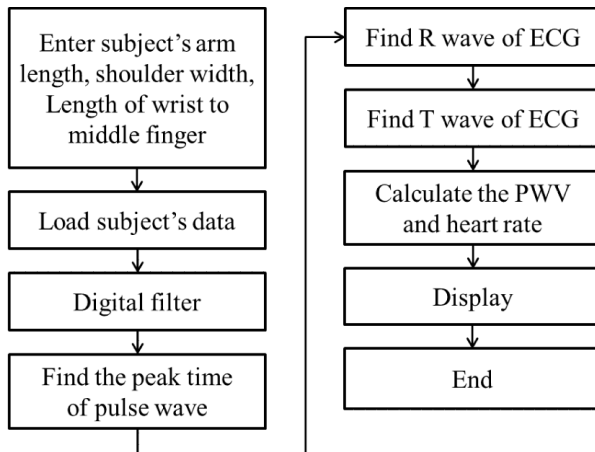 Enter subject's arm
length, shoulder width,
Length of wrist to
middle finger
Load subject's data
Digital filter
Find the peak time
of pulse wave
Find R wave of ECG
Find T wave of ECG
Calculate the PWV
and heart rate
Display
End